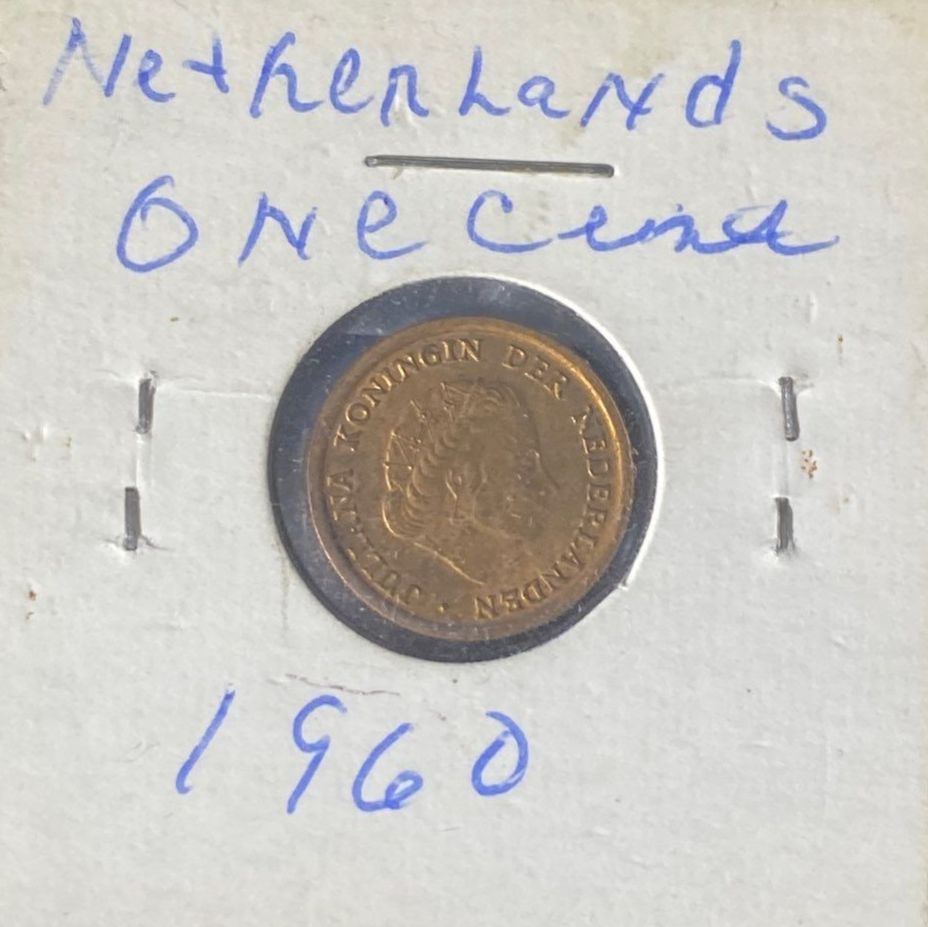 Netherlands
One Cent
JULIANA KONINGIN DER NEDERLANDEN
1960